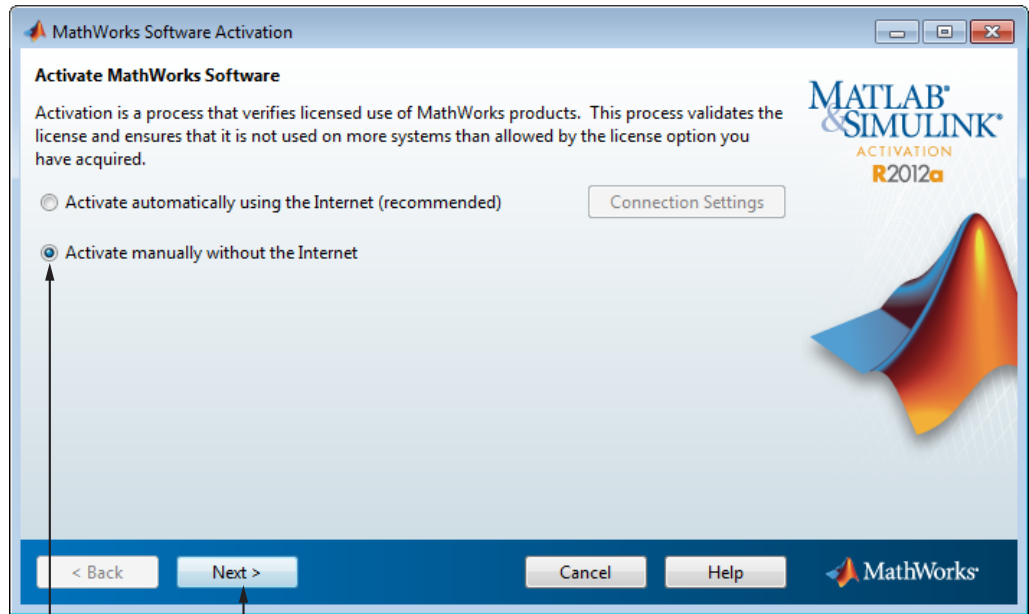 MathWorks Software Activation
Activate MathWorks Software
Activation is a process that verifies licensed use of MathWorks products. This process validates the
license and ensures that it is not used on more systems than allowed by the license option you
have acquired.
Activate automatically using the Internet (recommended)
Connection Settings
Activate manually without the Internet
MATLAB®
&SIMULINK®
ACTIVATION
R2012a
< Back
Next >
Cancel
Help
MathWorks®